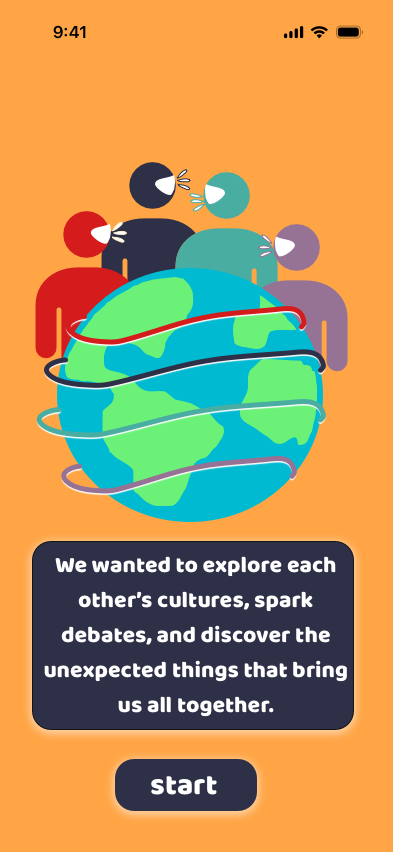 9:41
We wanted to explore each
other's cultures, spark
debates, and discover the
unexpected things that bring
us all together.
start